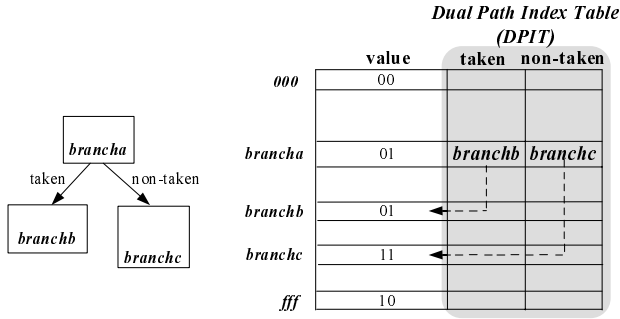 Dual Path Index Table
(DPIT)
value taken non-taken
000 00
brancha 01 branchb branchc
branchb 01
branchc 11
fff 10
brancha
taken non-taken
branchb
branchc